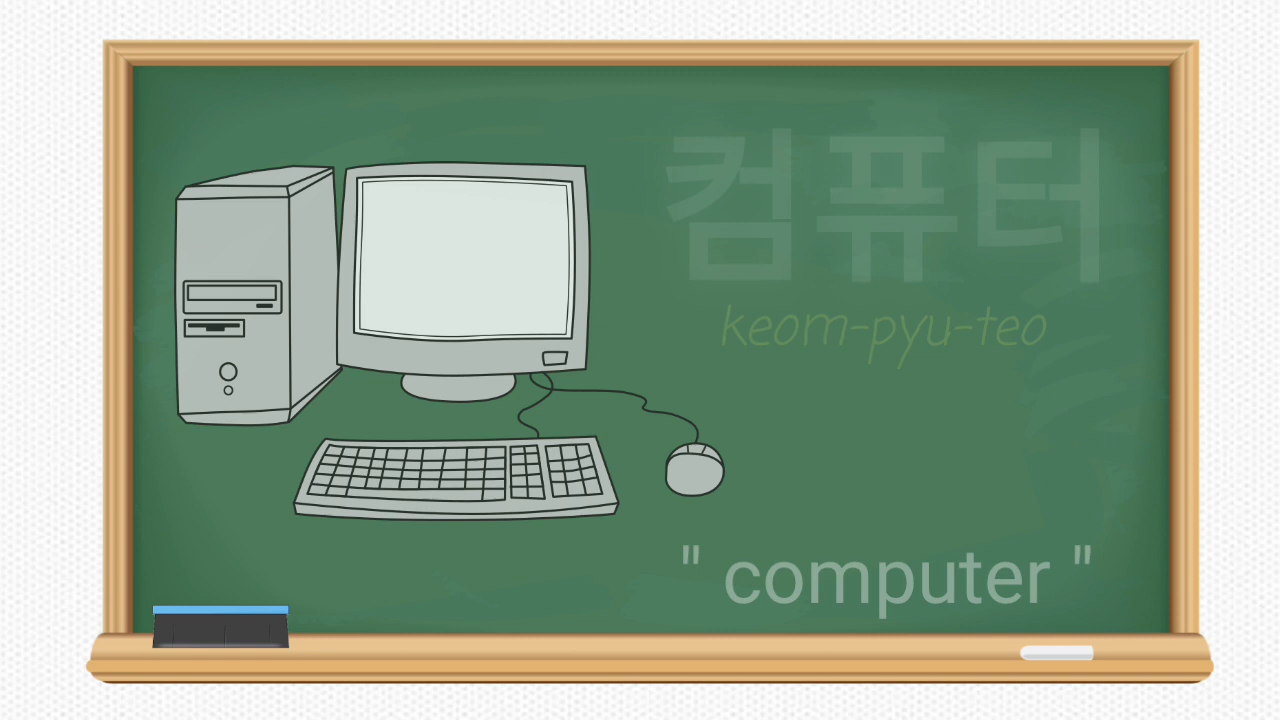 컴퓨터
keom-pyu-teo
" computer "